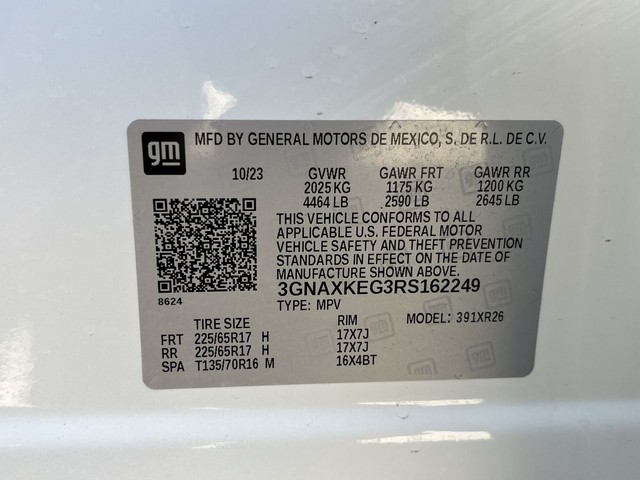 gm
MFD BY GENERAL MOTORS DE MEXICO, S. DE R.L. DE C.V.
10/23 GVWR GAWR FRT GAWR RR
2025 KG 1175 KG 1200 KG
4464 LB 2590 LB 2645 LB
THIS VEHICLE CONFORMS TO ALL
APPLICABLE U.S. FEDERAL MOTOR
VEHICLE SAFETY AND THEFT PREVENTION
STANDARDS IN EFFECT ON THE DATE OF
MANUFACTURE SHOWN ABOVE.
8624
3GNAXKEG3RS162249
TYPE: MPV
MODEL: 391XR26
TIRE SIZE RIM
FRT 225/65R17 H 17X7J
RR 225/65R17 H 17X7J
SPA T135/70R16 M 16X4BT